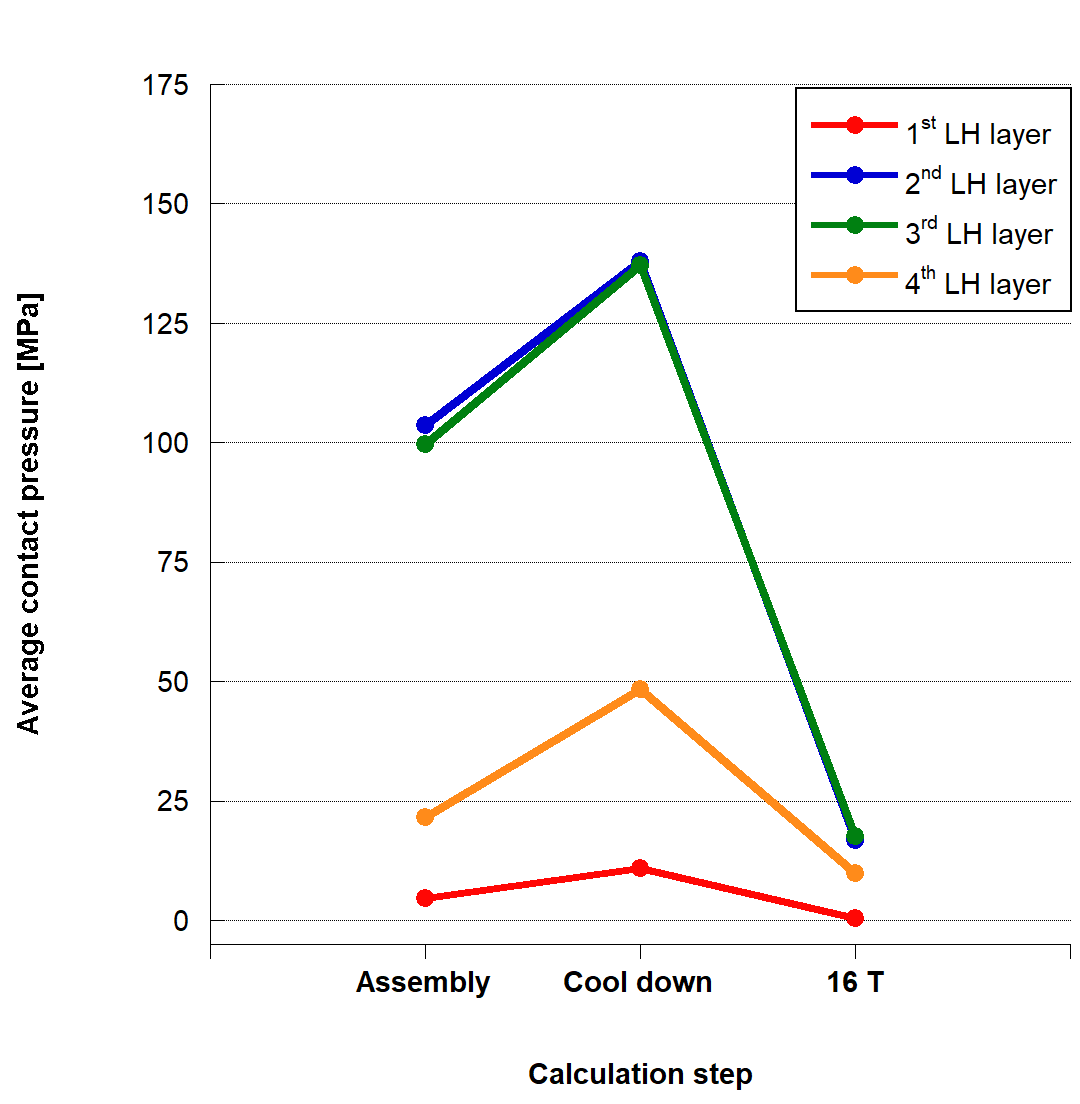 175
150
125
100
75
50
25
0
Average contact pressure [MPa]
1st LH layer
2nd LH layer
3rd LH layer
4th LH layer
Assembly Cool down 16 T
Calculation step